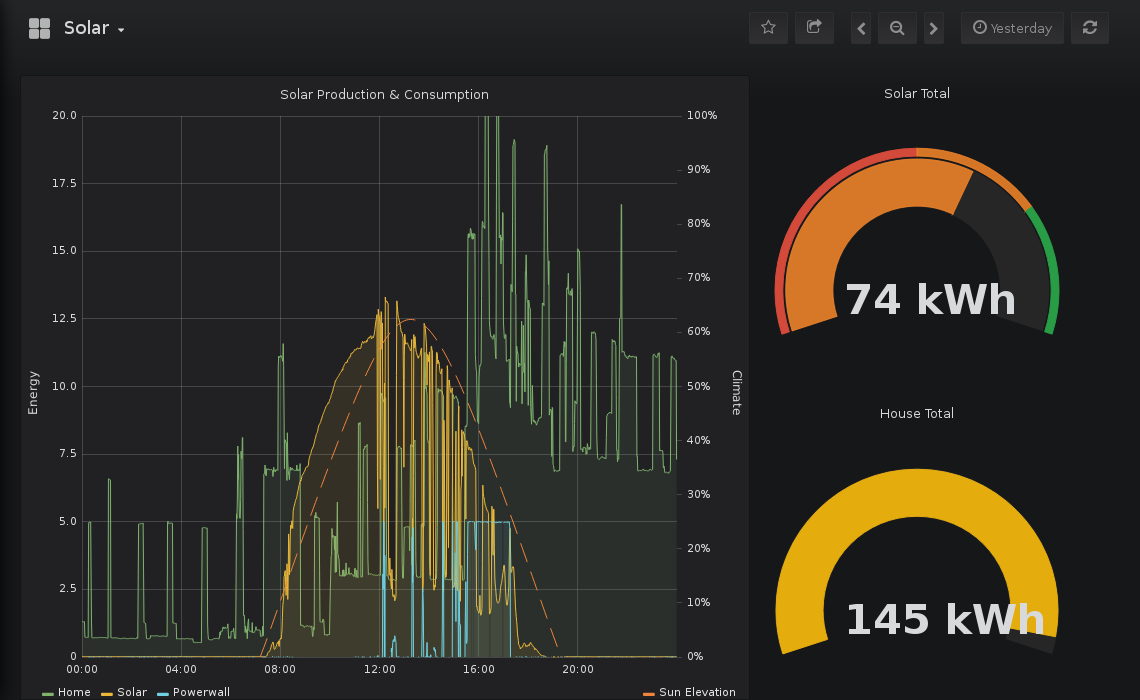 Solar
Yesterday
Solar Production & Consumption
20.0
17.5
15.0
12.5
10.0
7.5
5.0
2.5
0
Energy
100%
90%
80%
70%
60%
50%
40%
30%
20%
10%
0%
Climate
00:00 04:00 08:00 12:00 16:00 20:00
Home Solar Powerwall Sun Elevation
Solar Total
74 kWh
House Total
145 kWh